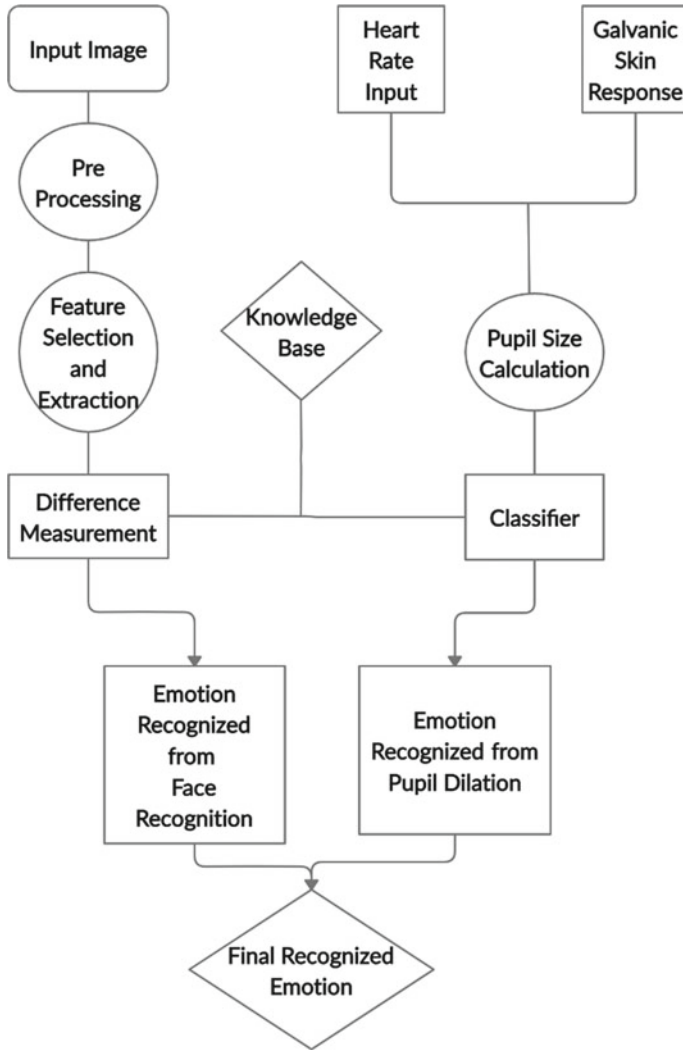 Input Image
Heart
Rate
Input
Galvanic
Skin
Response
Pre
Processing
Feature
Selection
and
Extraction
Knowledge
Base
Pupil Size
Calculation
Difference
Measurement
Classifier
Emotion
Recognized
from
Face
Recognition
Emotion
Recognized from
Pupil Dilation
Final Recognized
Emotion